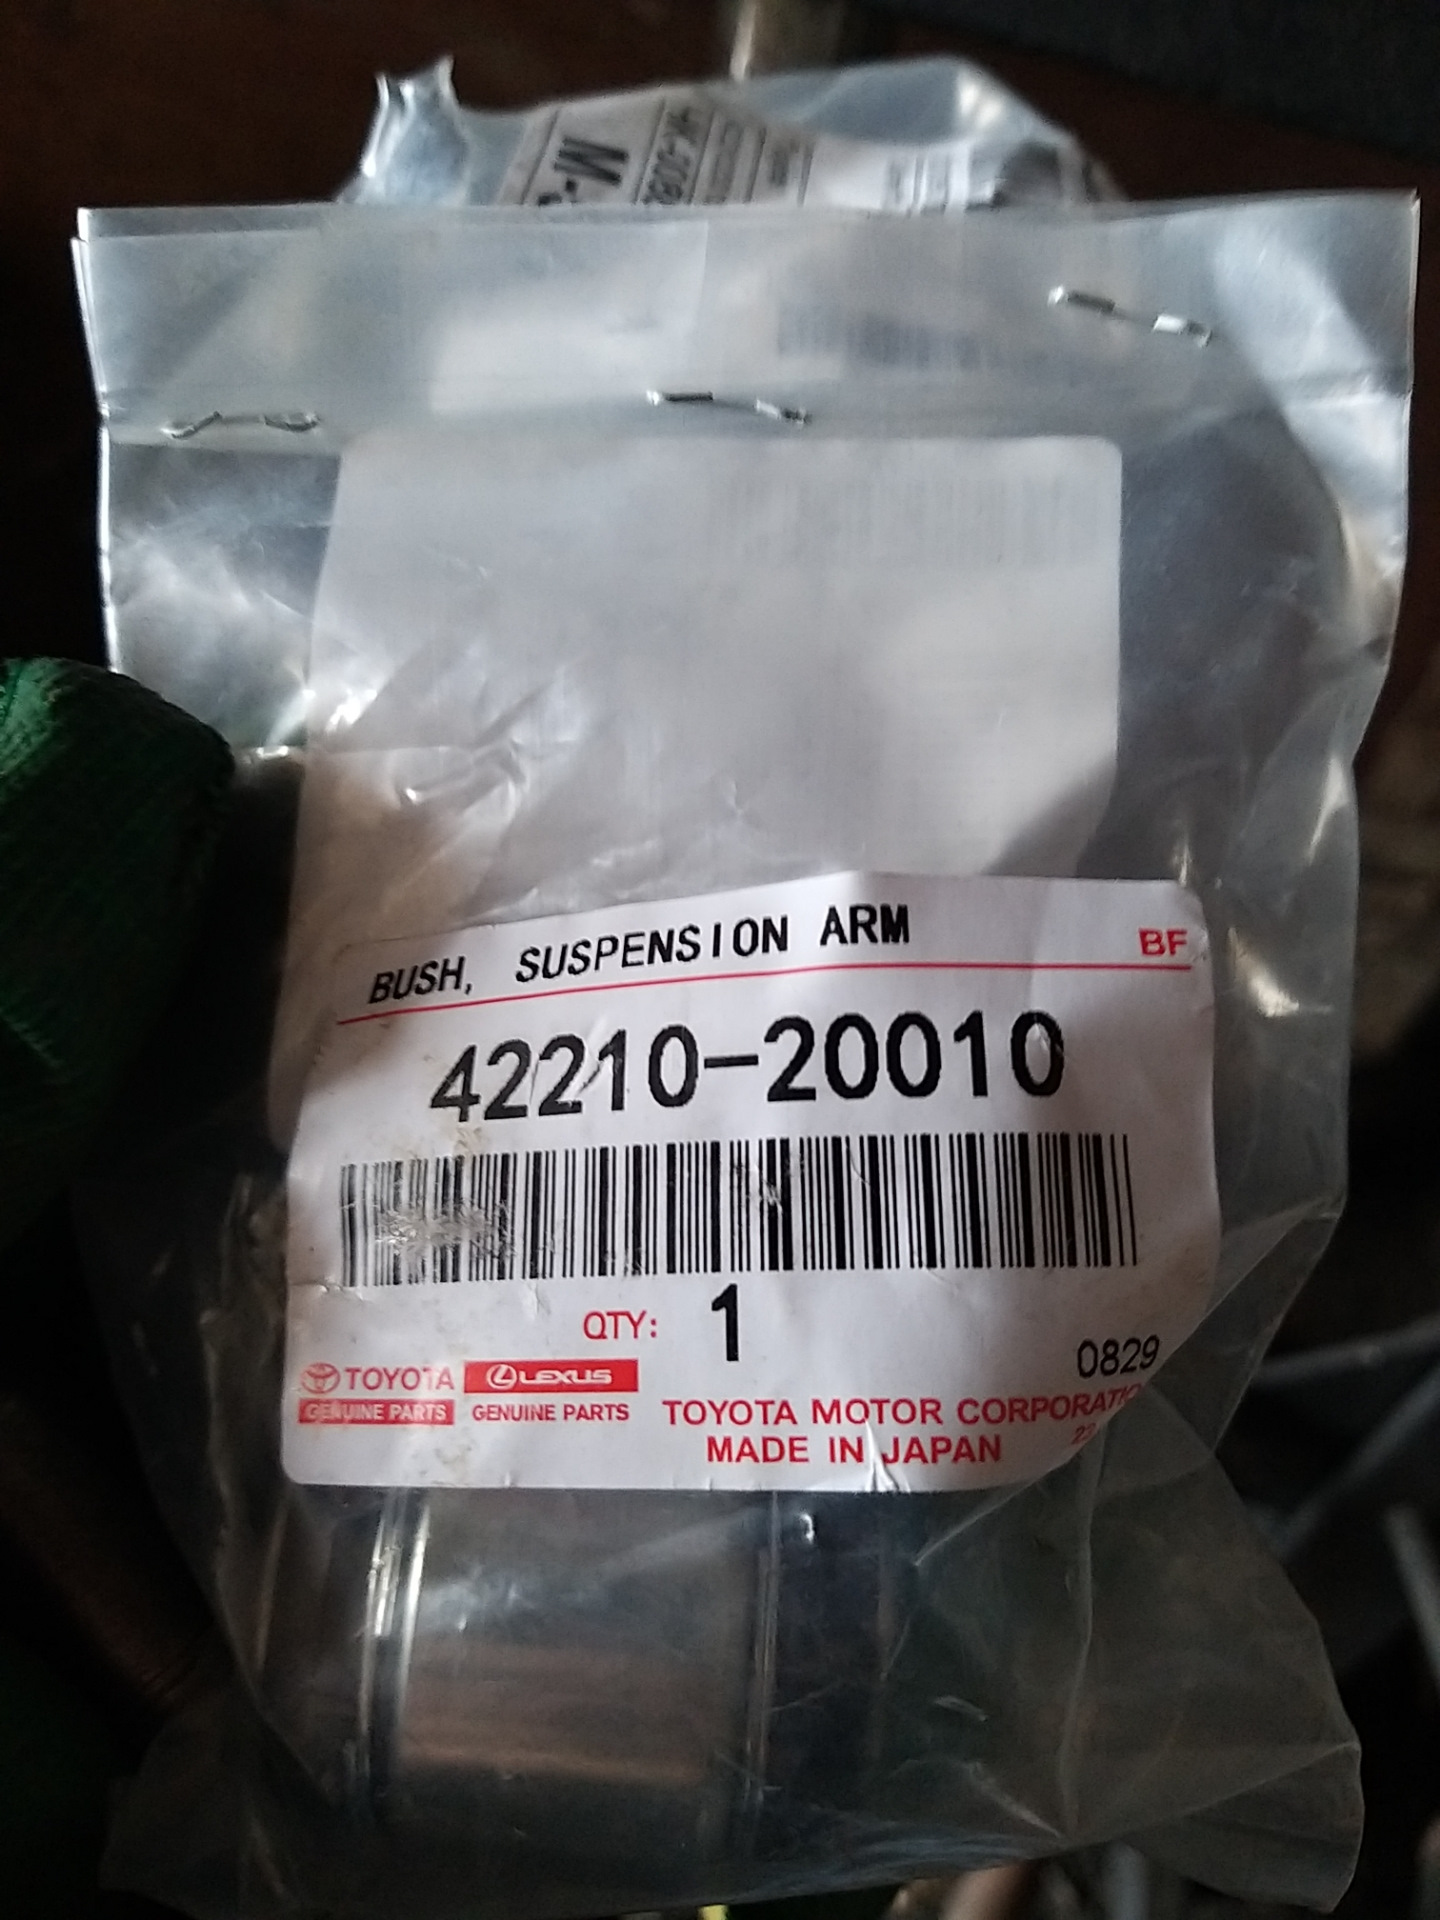 BUSH, SUSPENSION ARM BF
42210-20010
QTY: 1
0829
TOYOTA LEXUS
GENUINE PARTS GENUINE PARTS
TOYOTA MOTOR CORPORATIO
MADE IN JAPAN